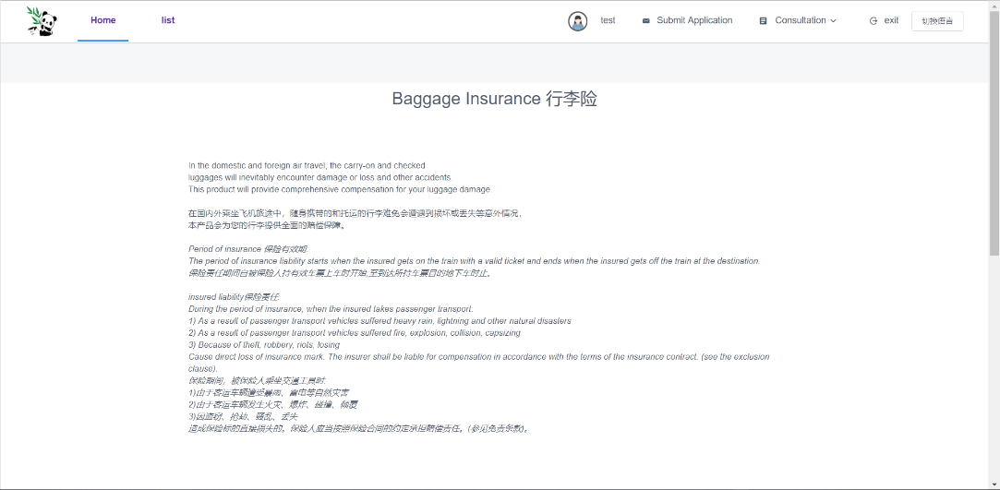 Home list test Submit Application Consultation exit 切换语言
Baggage Insurance 行李险
In the domestic and foreign air travel, the carry-on and checked
luggages will inevitably encounter damage or loss and other accidents.
This product will provide comprehensive compensation for your luggage damage
在国内外乘坐飞机旅途中，随身携带的和托运的行李难免会遭遇到损坏或丢失等意外情况，
本产品会为您的行李提供全面的赔偿保障。
Period of insurance 保险有效期:
The period of insurance liability starts when the insured gets on the train with a valid ticket and ends when the insured gets off the train at the destination.
保险责任期间自被保险人持有效车票上车时开始,至到达所持车票目的地下车时止。
insured liability保险责任:
During the period of insurance, when the insured takes passenger transport:
1) As a result of passenger transport vehicles suffered heavy rain, lightning and other natural disasters
2) As a result of passenger transport vehicles suffered fire, explosion, collision, capsizing
3) Because of theft, robbery, riots, losing
Cause direct loss of insurance mark. The insurer shall be liable for compensation in accordance with the terms of the insurance contract. (see the exclusion
clause).
保险期间，被保险人乘坐交通工具时:
1)由于客运车辆遭受暴雨、雷电等自然灾害
2)由于客运车辆发生火灾、爆炸、碰撞、倾覆
3)因盗窃、抢劫、骚乱、丢失
造成保险标的直接损失的。保险人应当按照保险合同的约定承担赔偿责任。(参见免责条款)。